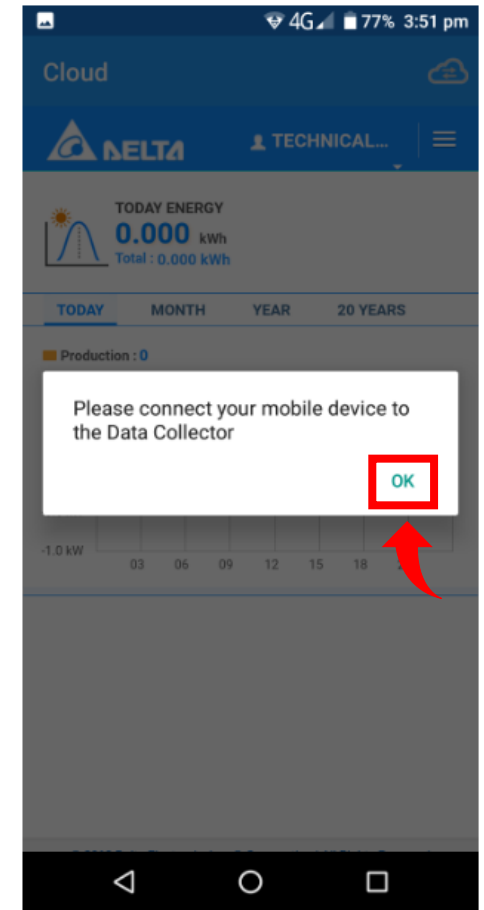 4G 77% 3:51 pm
Cloud
DELTA TECHNICAL...
TODAY ENERGY
0.000 kWh
Total : 0.000 kWh
TODAY MONTH YEAR 20 YEARS
Production : 0
Please connect your mobile device to
the Data Collector
OK
-1.0 kW
03 06 09 12 15 18